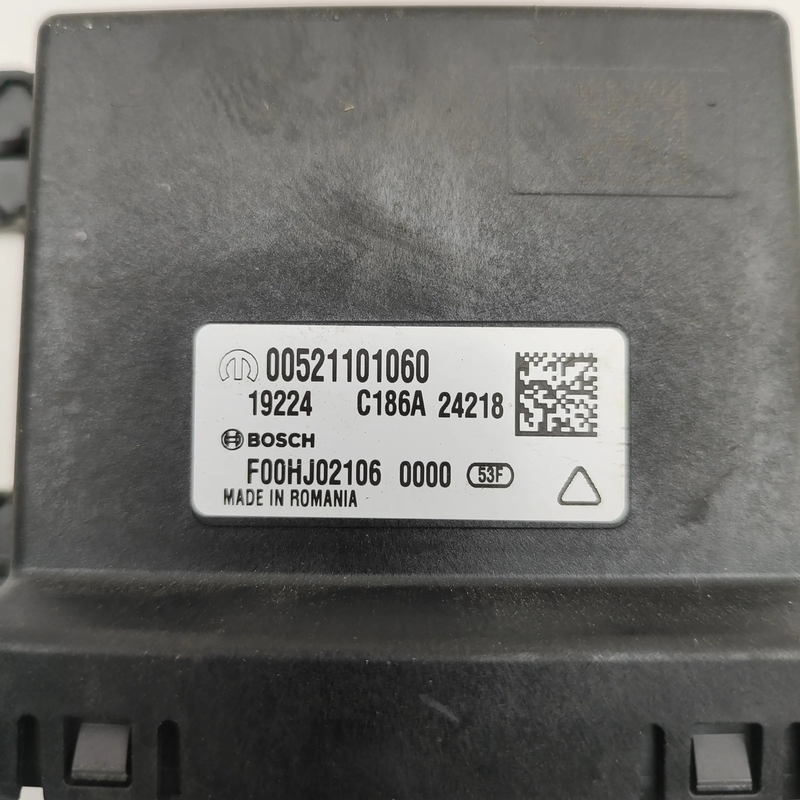 00521101060
19224 C186A 24218
BOSCH
F00HJ02106 0000 53F
MADE IN ROMANIA